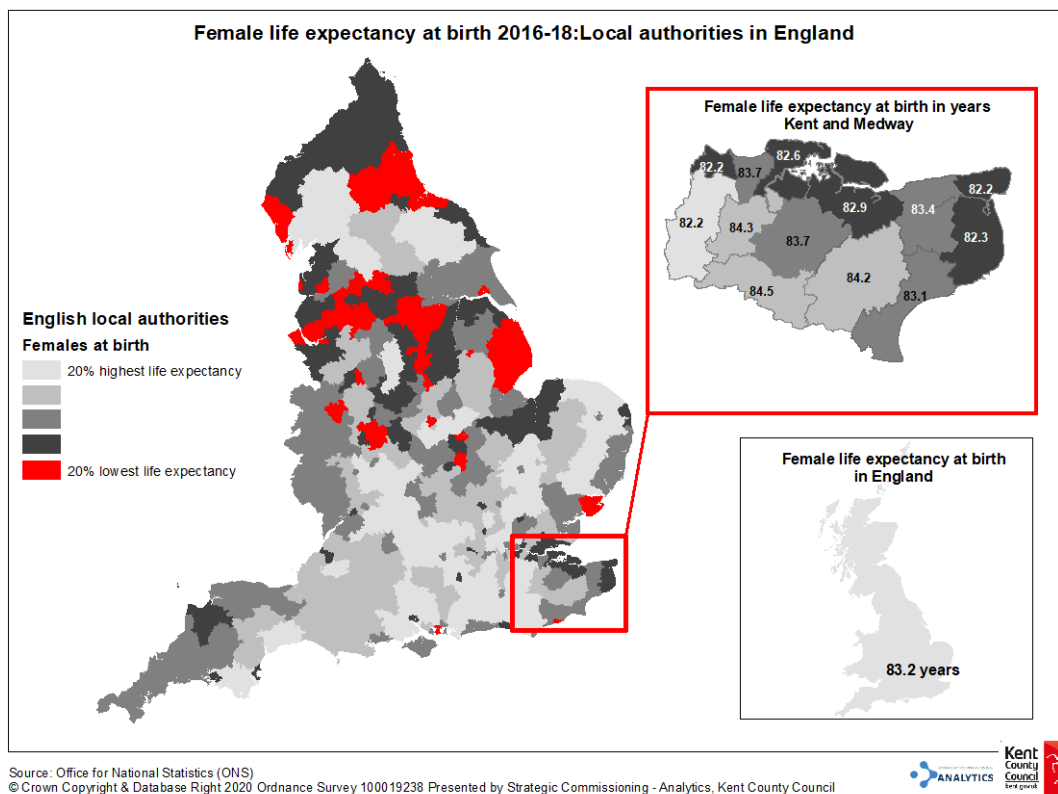 Female life expectancy at birth 2016-18:Local authorities in England
Female life expectancy at birth in years
Kent and Medway
82.2
83.7
82.6
82.2
82.2
84.3
83.7
82.9
83.4
82.3
84.5
84.2
83.1
English local authorities
Females at birth
20% highest life expectancy
20% lowest life expectancy
Female life expectancy at birth
in England
83.2 years
Source: Office for National Statistics (ONS)
© Crown Copyright & Database Right 2020 Ordnance Survey 100019238 Presented by Strategic Commissioning - Analytics, Kent County Council
ANALYTICS
Kent
County
Council
kent.gov.uk